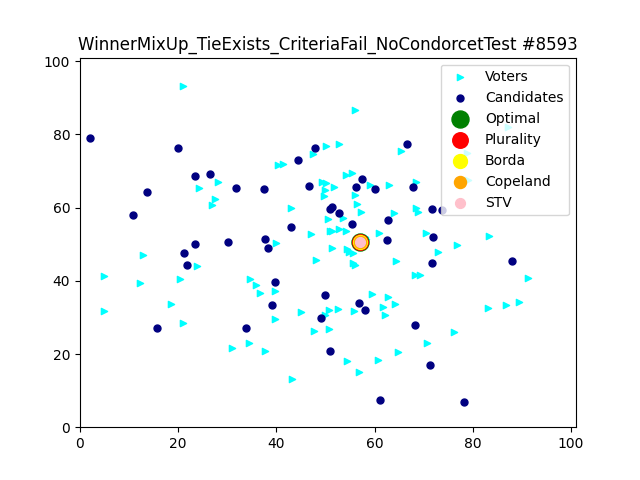 WinnerMixUp_TieExists_CriteriaFail_NoCondorcetTest #8593
100
80
60
40
20
0
0 20 40 60 80 100
Voters
Candidates
Optimal
Plurality
Borda
Copeland
STV